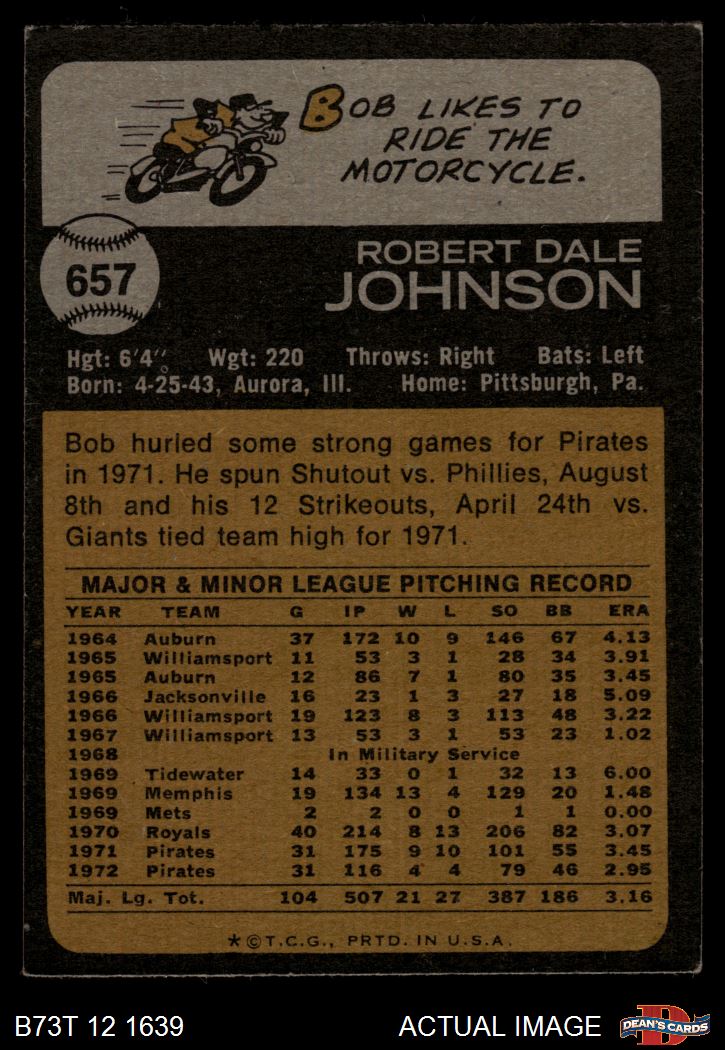 BOB LIKES TO
RIDE THE
MOTORCYCLE.
657
ROBERT DALE
JOHNSON
Hgt: 6'4" Wgt: 220 Throws: Right Bats: Left
Born: 4-25-43, Aurora, Ill. Home: Pittsburgh, Pa.
Bob hurled some strong games for Pirates
in 1971. He spun Shutout vs. Phillies, August
8th and his 12 Strikeouts, April 24th vs.
Giants tied team high for 1971.
MAJOR & MINOR LEAGUE PITCHING RECORD
YEAR TEAM G IP W L SO BB ERA
1964 Auburn 37 172 10 9 146 67 4.13
1965 Williamsport 11 53 3 1 28 34 3.91
1965 Auburn 12 86 7 1 80 35 3.45
1966 Jacksonville 16 23 1 3 27 18 5.09
1966 Williamsport 19 123 8 3 113 48 3.22
1967 Williamsport 13 53 3 1 53 23 1.02
1968 In Military Service
1969 Tidewater 14 33 0 1 32 13 6.00
1969 Memphis 19 134 13 4 129 20 1.48
1969 Mets 2 2 0 0 1 1 0.00
1970 Royals 40 214 8 13 206 82 3.07
1971 Pirates 31 175 9 10 101 55 3.45
1972 Pirates 31 116 4 4 79 46 2.95
Maj. Lg. Tot. 104 507 21 27 387 186 3.16
*©T.C.G., PRTD. IN U.S.A.
B73T 12 1639 ACTUAL IMAGE
D
DEAN'S CARDS